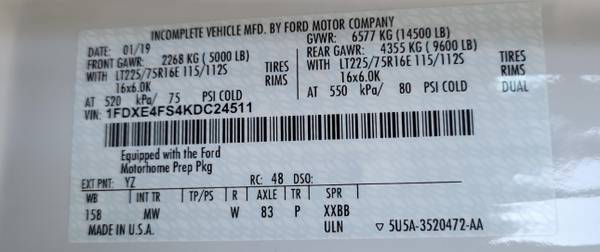 INCOMPLETE VEHICLE MFD. BY FORD MOTOR COMPANY
DATE: 01/19 GVWR: 6577 KG (14500 LB)
FRONT GAWR: 2268 KG (5000 LB) REAR GAWR: 4355 KG (9600 LB)
WITH LT225/75R16E 115/112S TIRES WITH LT225/75R16E 115/112S TIRES
16x6.0K RIMS 16x6.0K RIMS
AT 520 kPa/ 75 PSI COLD AT 550 kPa/ 80 PSI COLD DUAL
VIN: 1FDXE4FS4KDC24511
Equipped with the Ford
Motorhome Prep Pkg
EXT PNT: YZ RC: 48 DSO:
WB INT TR TP/PS R AXLE TR SPR
158 MW W 83 P XXBB
MADE IN U.S.A. ULN ▽ 5U5A-3520472-AA